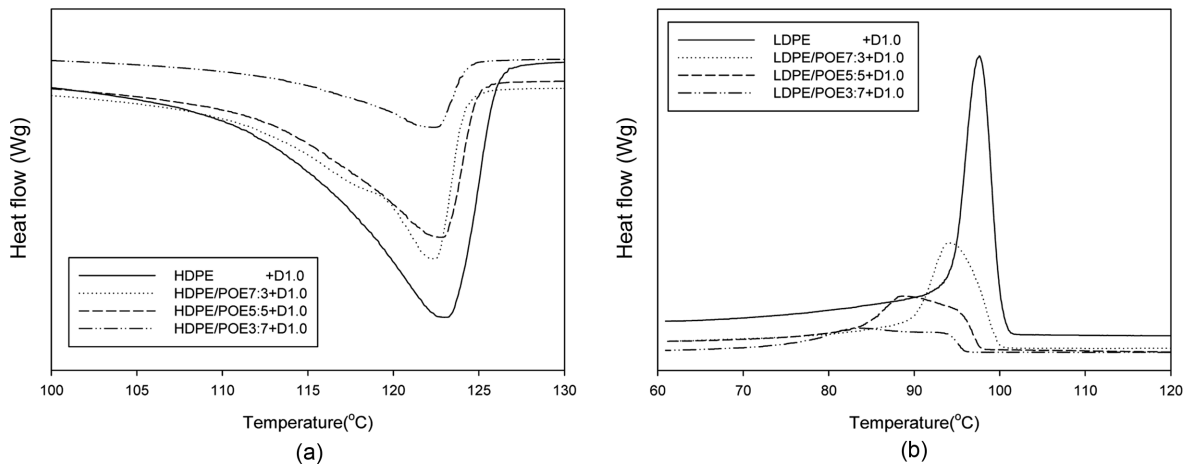 Heat flow (Wg)
HDPE +D1.0
HDPE/POE7:3+D1.0
HDPE/POE5:5+D1.0
HDPE/POE3:7+D1.0
100 105 110 115 120 125 130
Temperature(°C)
(a)
Heat flow (Wg)
LDPE +D1.0
LDPE/POE7:3+D1.0
LDPE/POE5:5+D1.0
LDPE/POE3:7+D1.0
60 70 80 90 100 110 120
Temperature(°C)
(b)